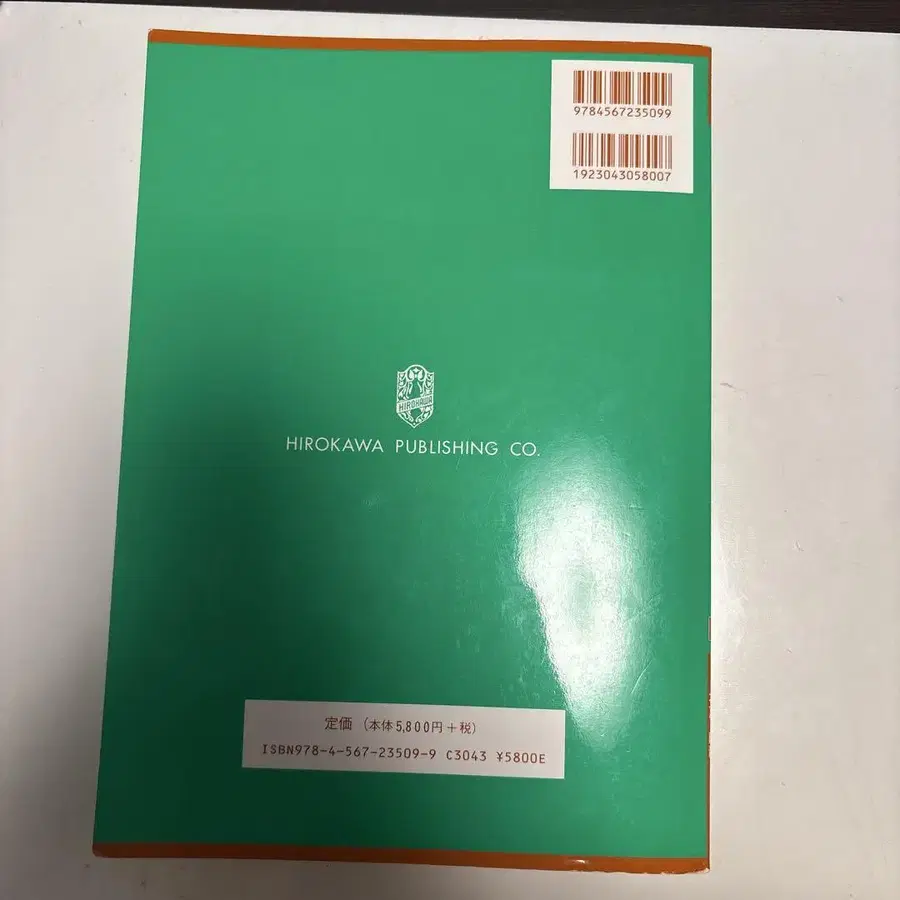 9784567235099
1923043058007
HIROKAWA
HIROKAWA PUBLISHING CO.
定価（本体5,800円＋税）
ISBN978-4-567-23509-9 C3043 ¥5800E